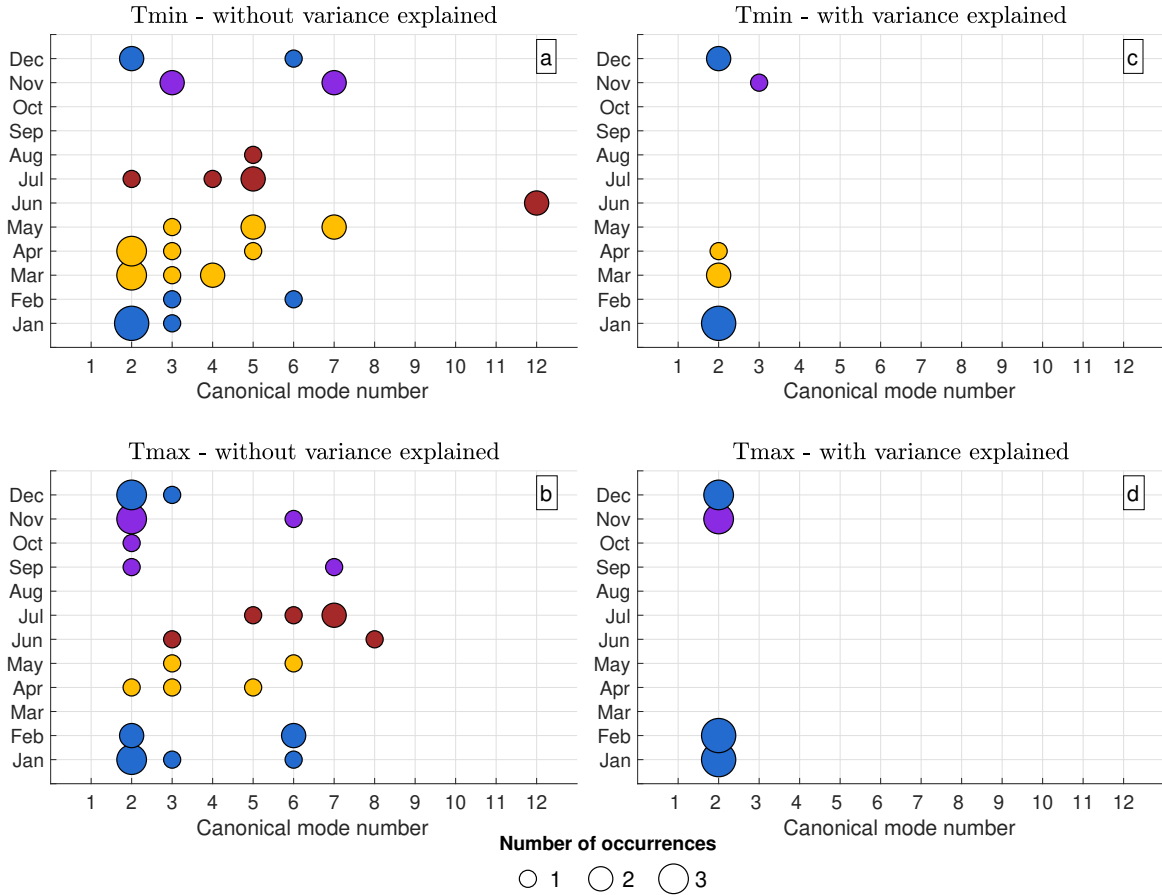 Tmin - without variance explained
a
Dec
Nov
Oct
Sep
Aug
Jul
Jun
May
Apr
Mar
Feb
Jan
1 2 3 4 5 6 7 8 9 10 11 12
Canonical mode number
Tmin - with variance explained
c
Dec
Nov
Oct
Sep
Aug
Jul
Jun
May
Apr
Mar
Feb
Jan
1 2 3 4 5 6 7 8 9 10 11 12
Canonical mode number
Tmax - without variance explained
b
Dec
Nov
Oct
Sep
Aug
Jul
Jun
May
Apr
Mar
Feb
Jan
1 2 3 4 5 6 7 8 9 10 11 12
Canonical mode number
Tmax - with variance explained
d
Dec
Nov
Oct
Sep
Aug
Jul
Jun
May
Apr
Mar
Feb
Jan
1 2 3 4 5 6 7 8 9 10 11 12
Canonical mode number
Number of occurrences
1 2 3